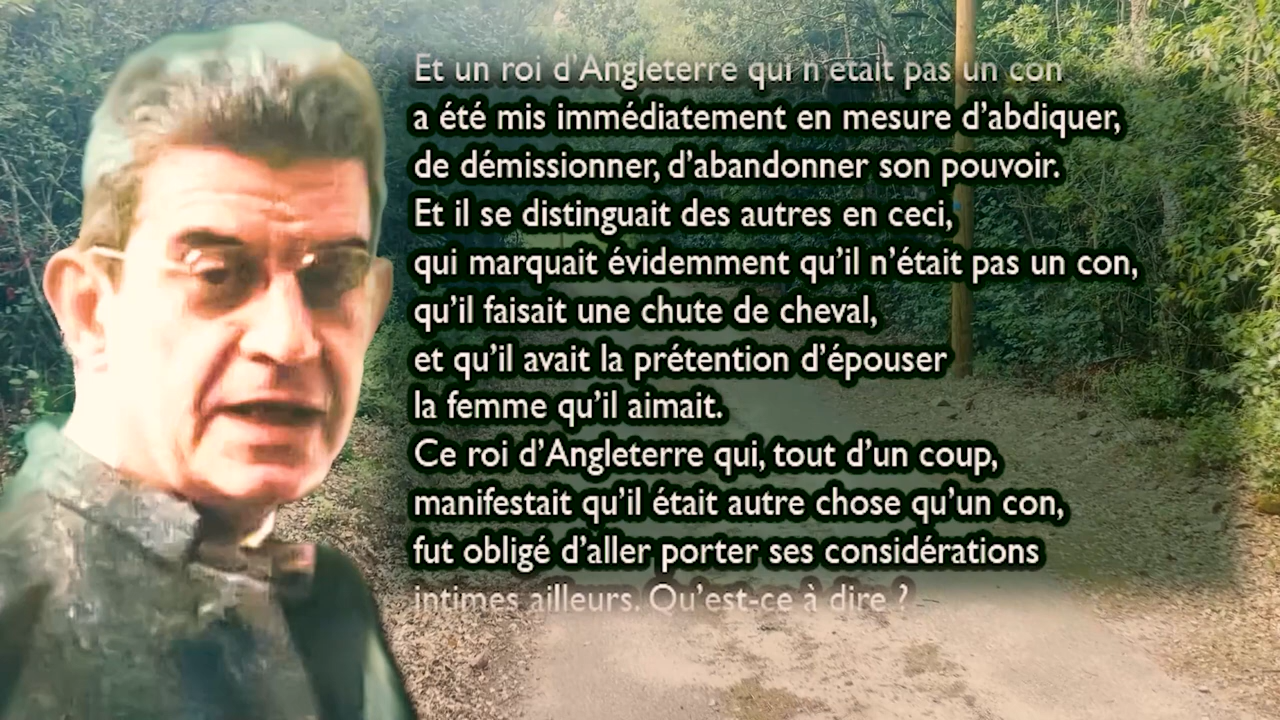 Et un roi d’Angleterre qui n’était pas un con
a été mis immédiatement en mesure d’abdiquer,
de démissionner, d’abandonner son pouvoir.
Et il se distinguait des autres en ceci,
qui marquait évidemment qu’il n’était pas un con,
qu’il faisait une chute de cheval,
et qu’il avait la prétention d’épouser
la femme qu’il aimait.
Ce roi d’Angleterre qui, tout d’un coup,
manifestait qu’il était autre chose qu’un con,
fut obligé d’aller porter ses considérations
intimes ailleurs. Qu’est-ce à dire ?